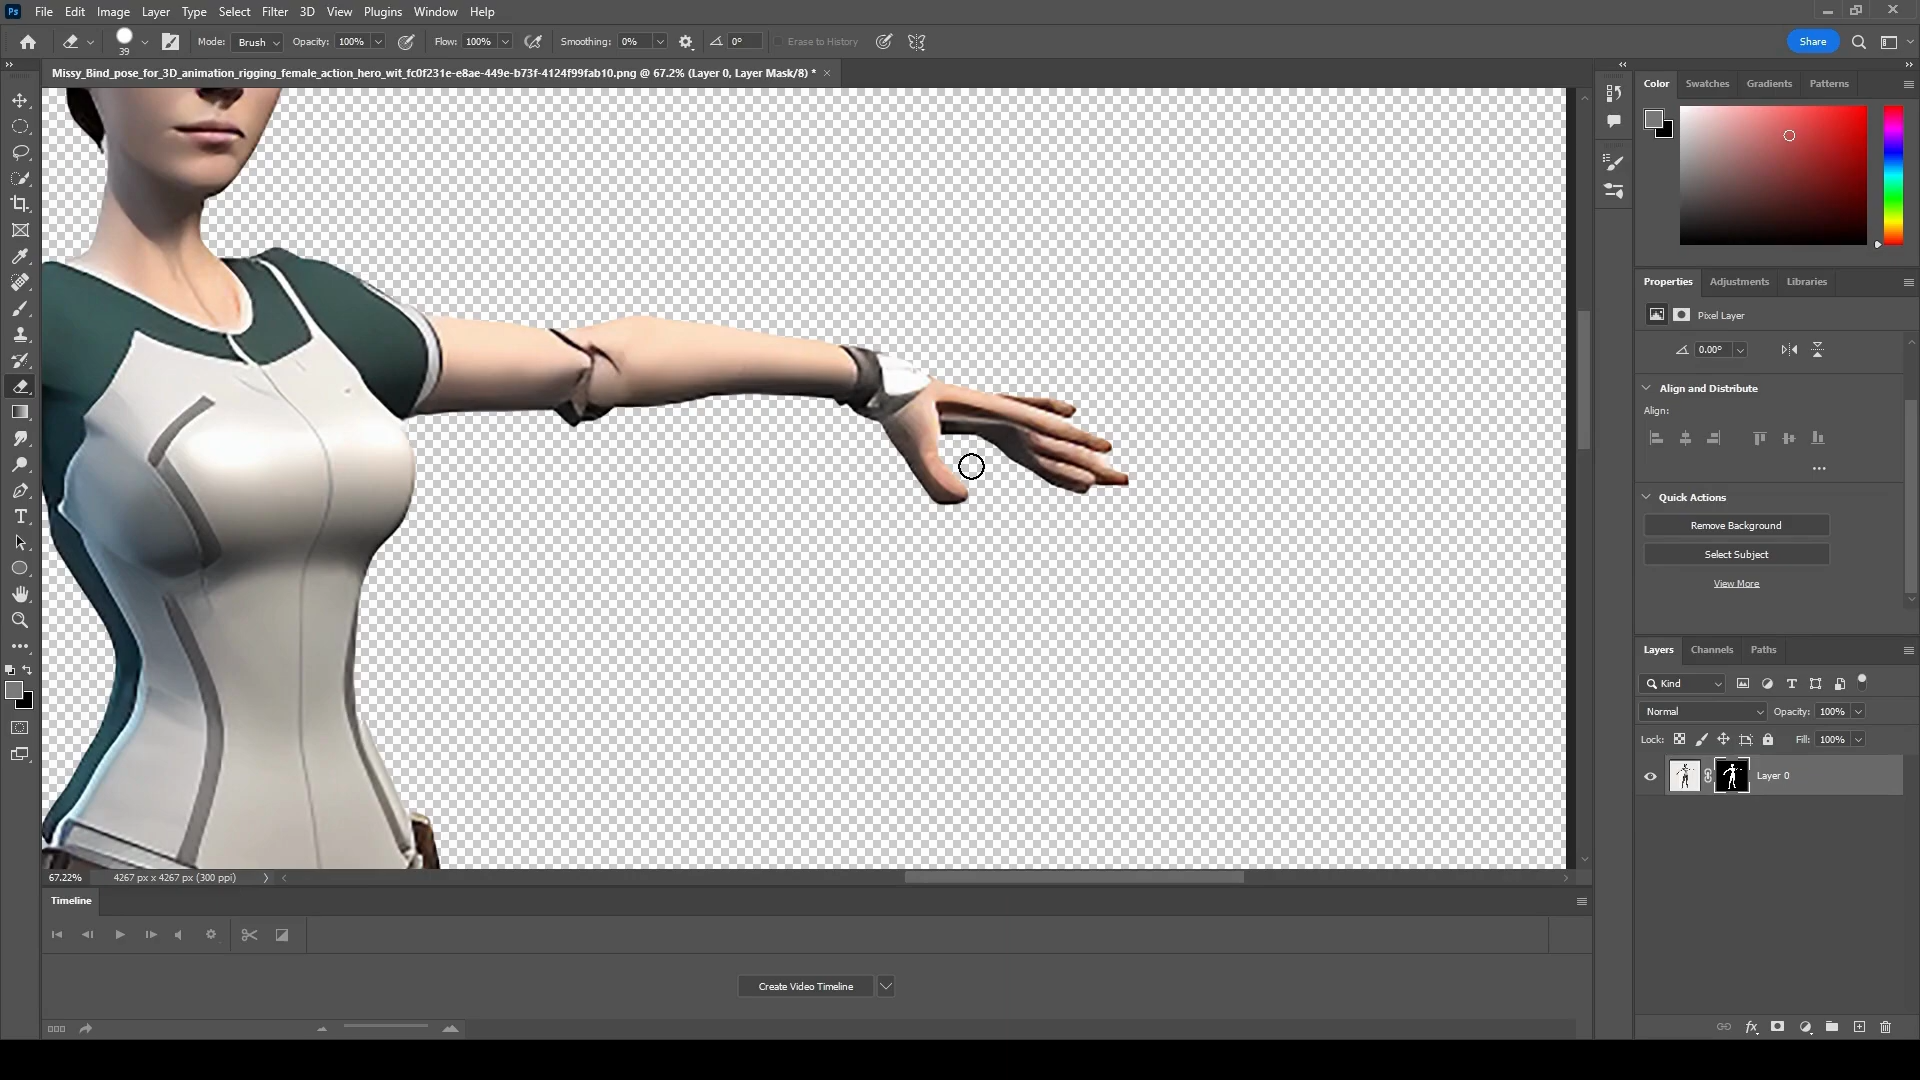 Ps File Edit Image Layer Type Select Filter 3D View Plugins Window Help
39 Mode: Brush Opacity: 100% Flow: 100% Smoothing: 0% 0° Erase to History Share
Missy_Bind_pose_for_3D_animation_rigging_female_action_hero_wit_fc0f231e-e8ae-449e-b73f-4124f99fab10.png @ 67.2% (Layer 0, Layer Mask/8) *
Color Swatches Gradients Patterns
Properties Adjustments Libraries
Pixel Layer
0.00°
Align and Distribute
Align:
Quick Actions
Remove Background
Select Subject
View More
Layers Channels Paths
Kind
Normal Opacity: 100%
Lock: Fill: 100%
Layer 0
67.22% 4267 px x 4267 px (300 ppi)
Timeline
Create Video Timeline